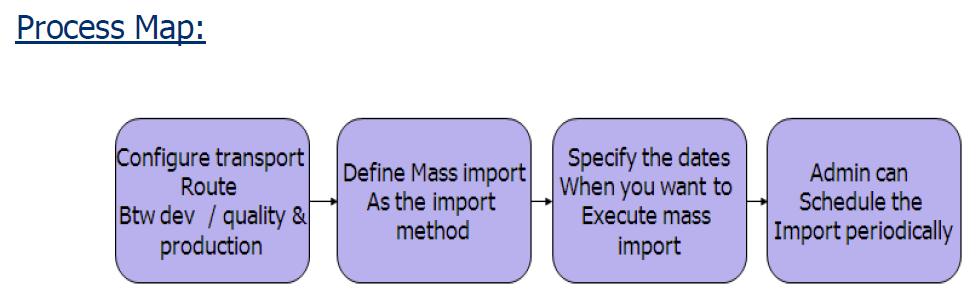 Process Map:
Configure transport
Route
Btw dev / quality &
production
Define Mass import
As the import
method
Specify the dates
When you want to
Execute mass
import
Admin can
Schedule the
Import periodically